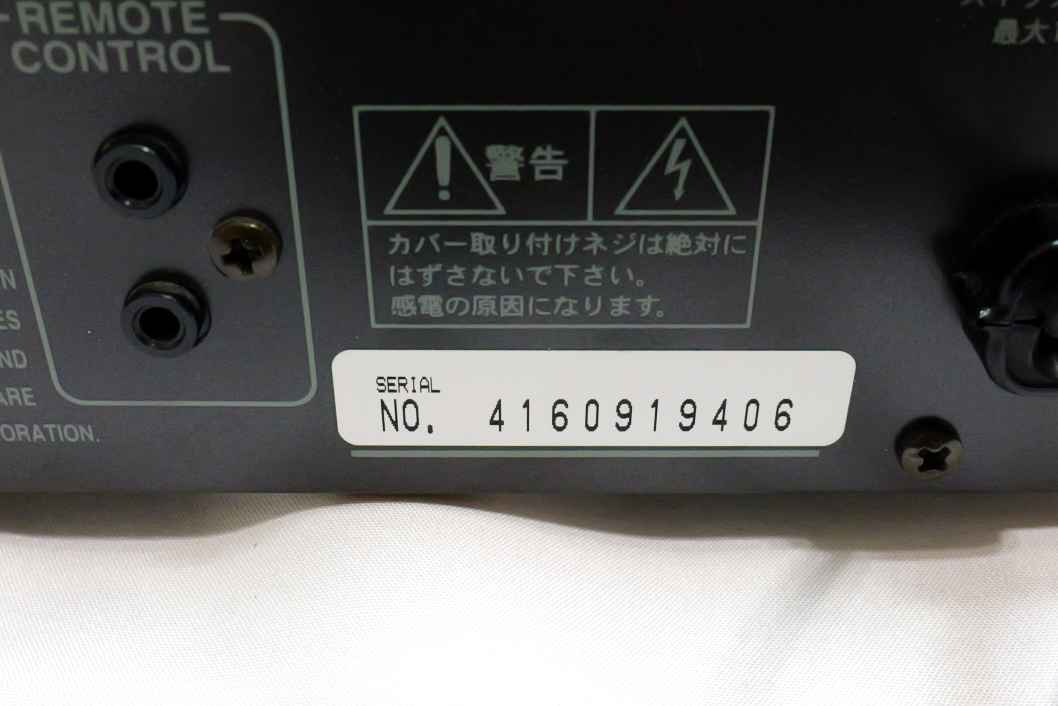 REMOTE
CONTROL
最大
警告
カバー取り付けネジは絶対に
はずさないで下さい。
感電の原因になります。
SERIAL
NO. 4160919406